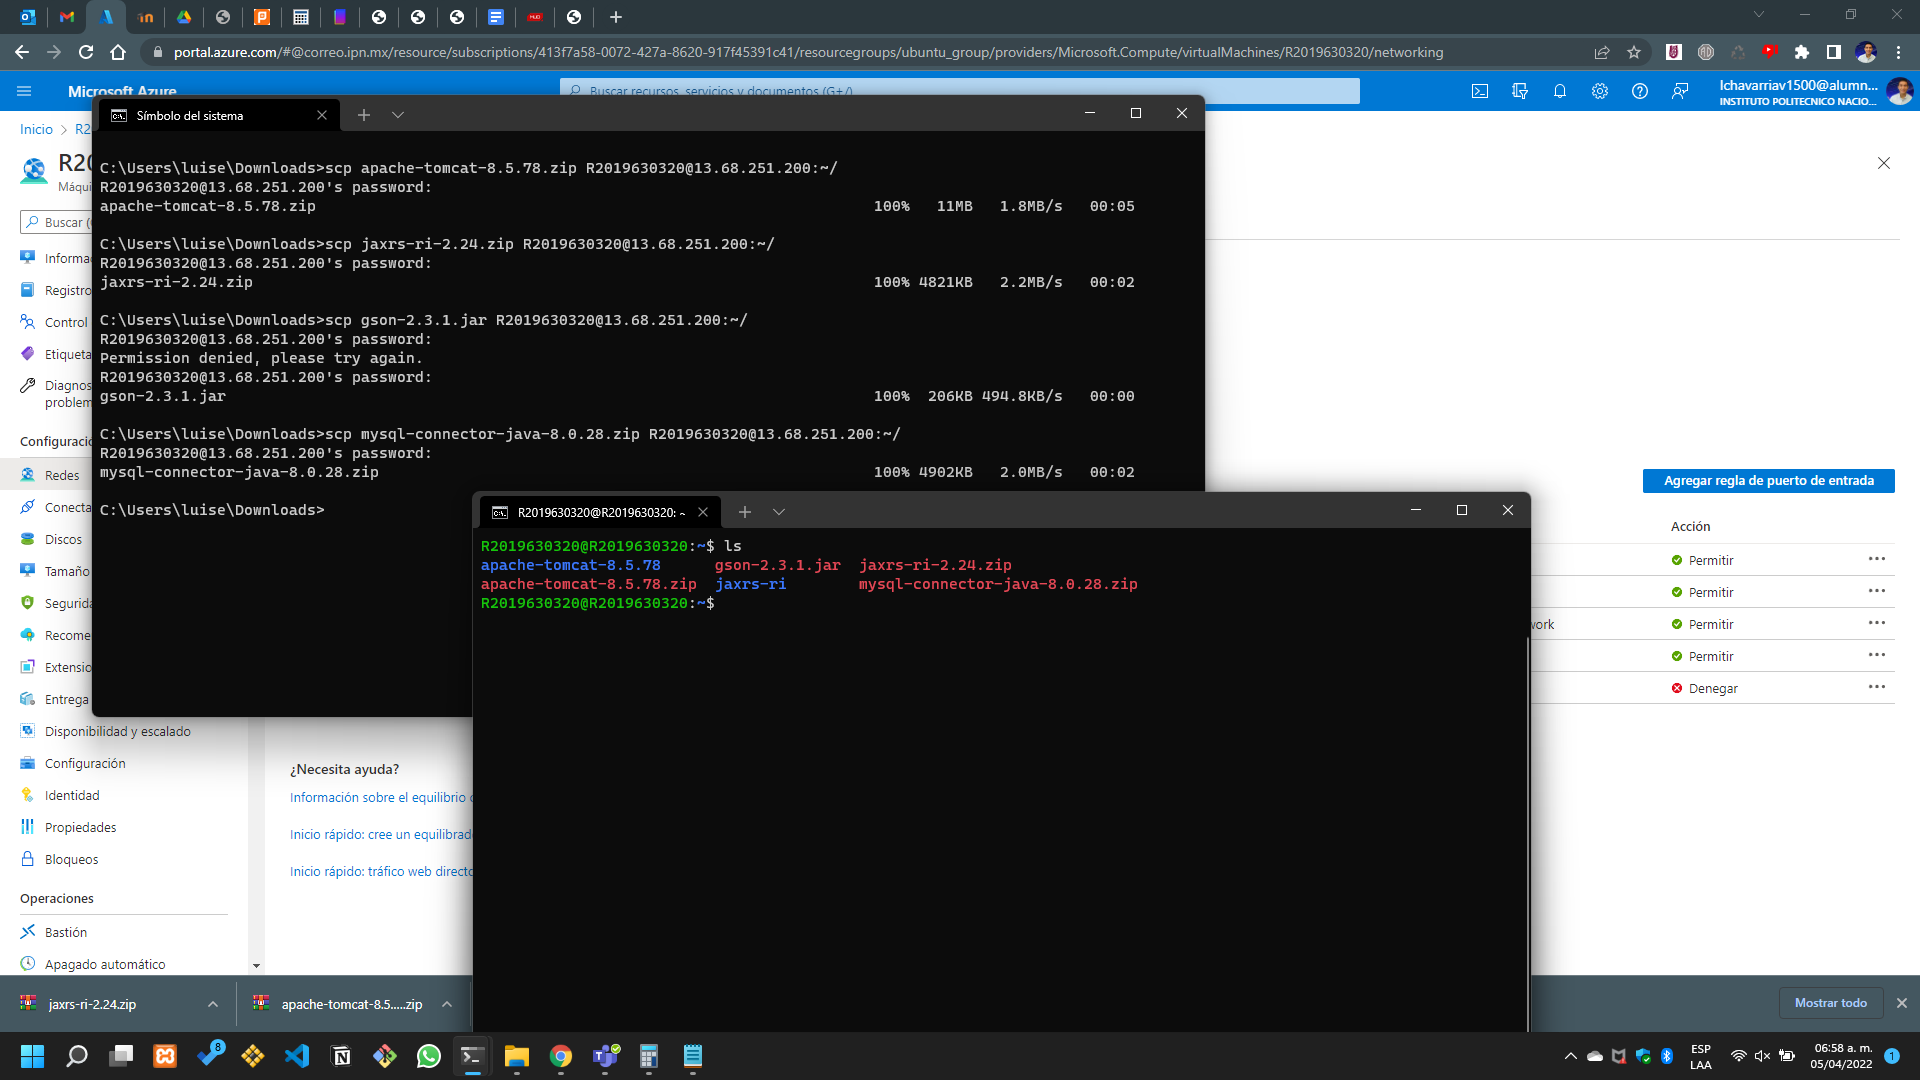 portal.azure.com/#@correo.ipn.mx/resource/subscriptions/413f7a58-0072-427a-8620-917f45391c41/resourcegroups/ubuntu_group/providers/Microsoft.Compute/virtualMachines/R2019630320/networking
Microsoft Azure
Buscar recursos, servicios y documentos (G+/)
lchavarriav1500@alumn...
INSTITUTO POLITECNICO NACIO...
Inicio > R2
R20
Máqui
Buscar (
Informa
Registro
Control
Etiqueta
Diagnos
problem
Configuració
Redes
Conecta
Discos
Tamaño
Segurida
Recome
Extensio
Entrega
Disponibilidad y escalado
Configuración
Identidad
Propiedades
Bloqueos
Operaciones
Bastión
Apagado automático
Símbolo del sistema
C:\Users\luise\Downloads>scp apache-tomcat-8.5.78.zip R2019630320@13.68.251.200:~/
R2019630320@13.68.251.200's password:
apache-tomcat-8.5.78.zip 100% 11MB 1.8MB/s 00:05
C:\Users\luise\Downloads>scp jaxrs-ri-2.24.zip R2019630320@13.68.251.200:~/
R2019630320@13.68.251.200's password:
jaxrs-ri-2.24.zip 100% 4821KB 2.2MB/s 00:02
C:\Users\luise\Downloads>scp gson-2.3.1.jar R2019630320@13.68.251.200:~/
R2019630320@13.68.251.200's password:
Permission denied, please try again.
R2019630320@13.68.251.200's password:
gson-2.3.1.jar 100% 206KB 494.8KB/s 00:00
C:\Users\luise\Downloads>scp mysql-connector-java-8.0.28.zip R2019630320@13.68.251.200:~/
R2019630320@13.68.251.200's password:
mysql-connector-java-8.0.28.zip 100% 4902KB 2.0MB/s 00:02
C:\Users\luise\Downloads>
R2019630320@R2019630320: ~
R2019630320@R2019630320:~$ ls
apache-tomcat-8.5.78 gson-2.3.1.jar jaxrs-ri-2.24.zip
apache-tomcat-8.5.78.zip jaxrs-ri mysql-connector-java-8.0.28.zip
R2019630320@R2019630320:~$
Agregar regla de puerto de entrada
Acción
Permitir
Permitir
work Permitir
Permitir
Denegar
¿Necesita ayuda?
Información sobre el equilibrio
Inicio rápido: cree un equilibrad
Inicio rápido: tráfico web directo
jaxrs-ri-2.24.zip
apache-tomcat-8.5.....zip
Mostrar todo
8
ESP
LAA
06:58 a. m.
05/04/2022
1